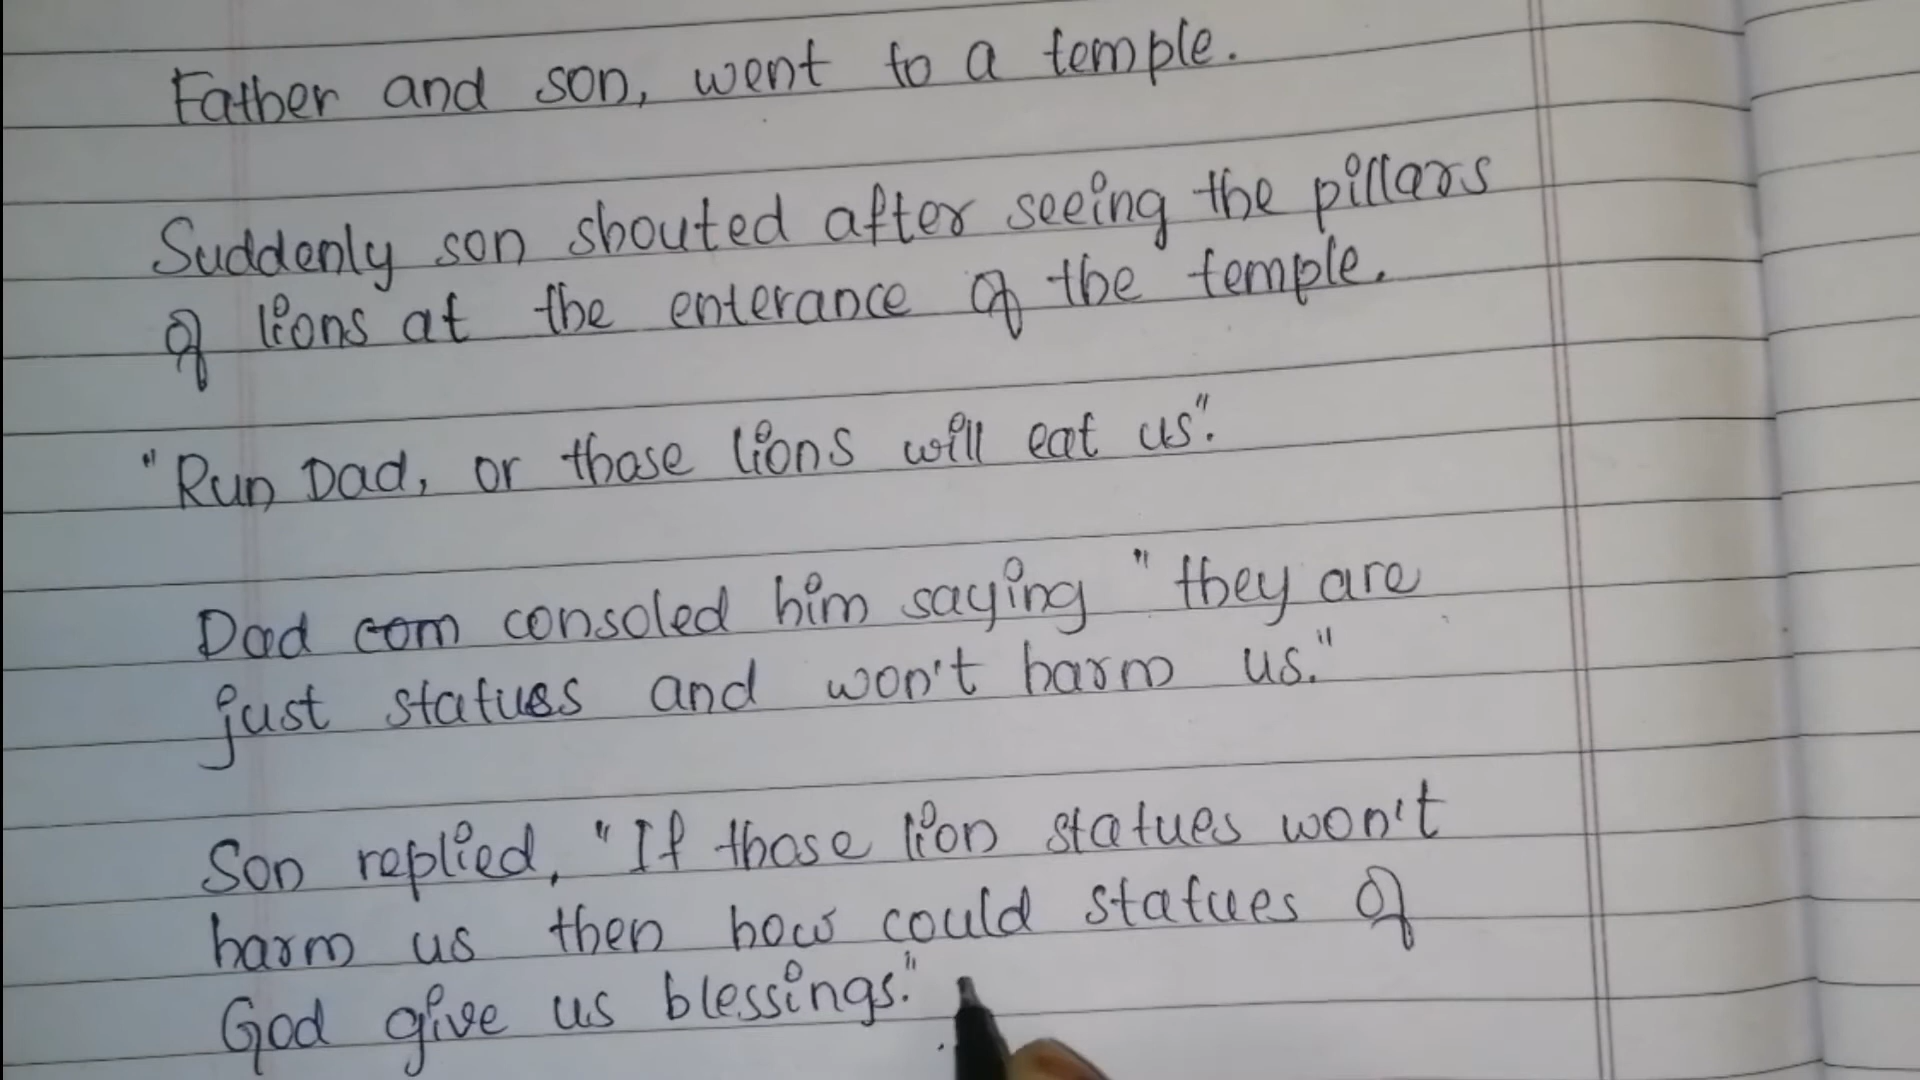 Father and son, went to a temple.
Suddenly son shouted after seeing the pillars
of lions at the enterance of the temple.
"Run Dad, or those lions will eat us".
Dad com consoled him saying "they are
just statues and won't harm us."
Son replied, "If those lion statues won't
harm us then how could statues of
God give us blessings."